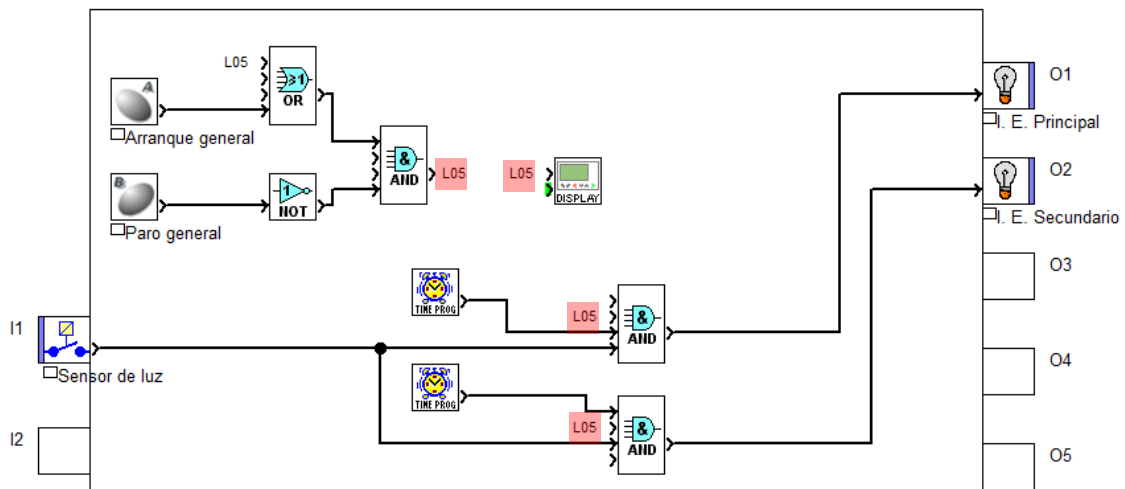 L05
≥1
OR
A
Arranque general
&
AND
L05
L05
DISPLAY
B
1
NOT
Paro general
O1
I. E. Principal
O2
I. E. Secundario
O3
TIME PROG
L05
&
AND
I1
Sensor de luz
O4
TIME PROG
L05
&
AND
I2
O5